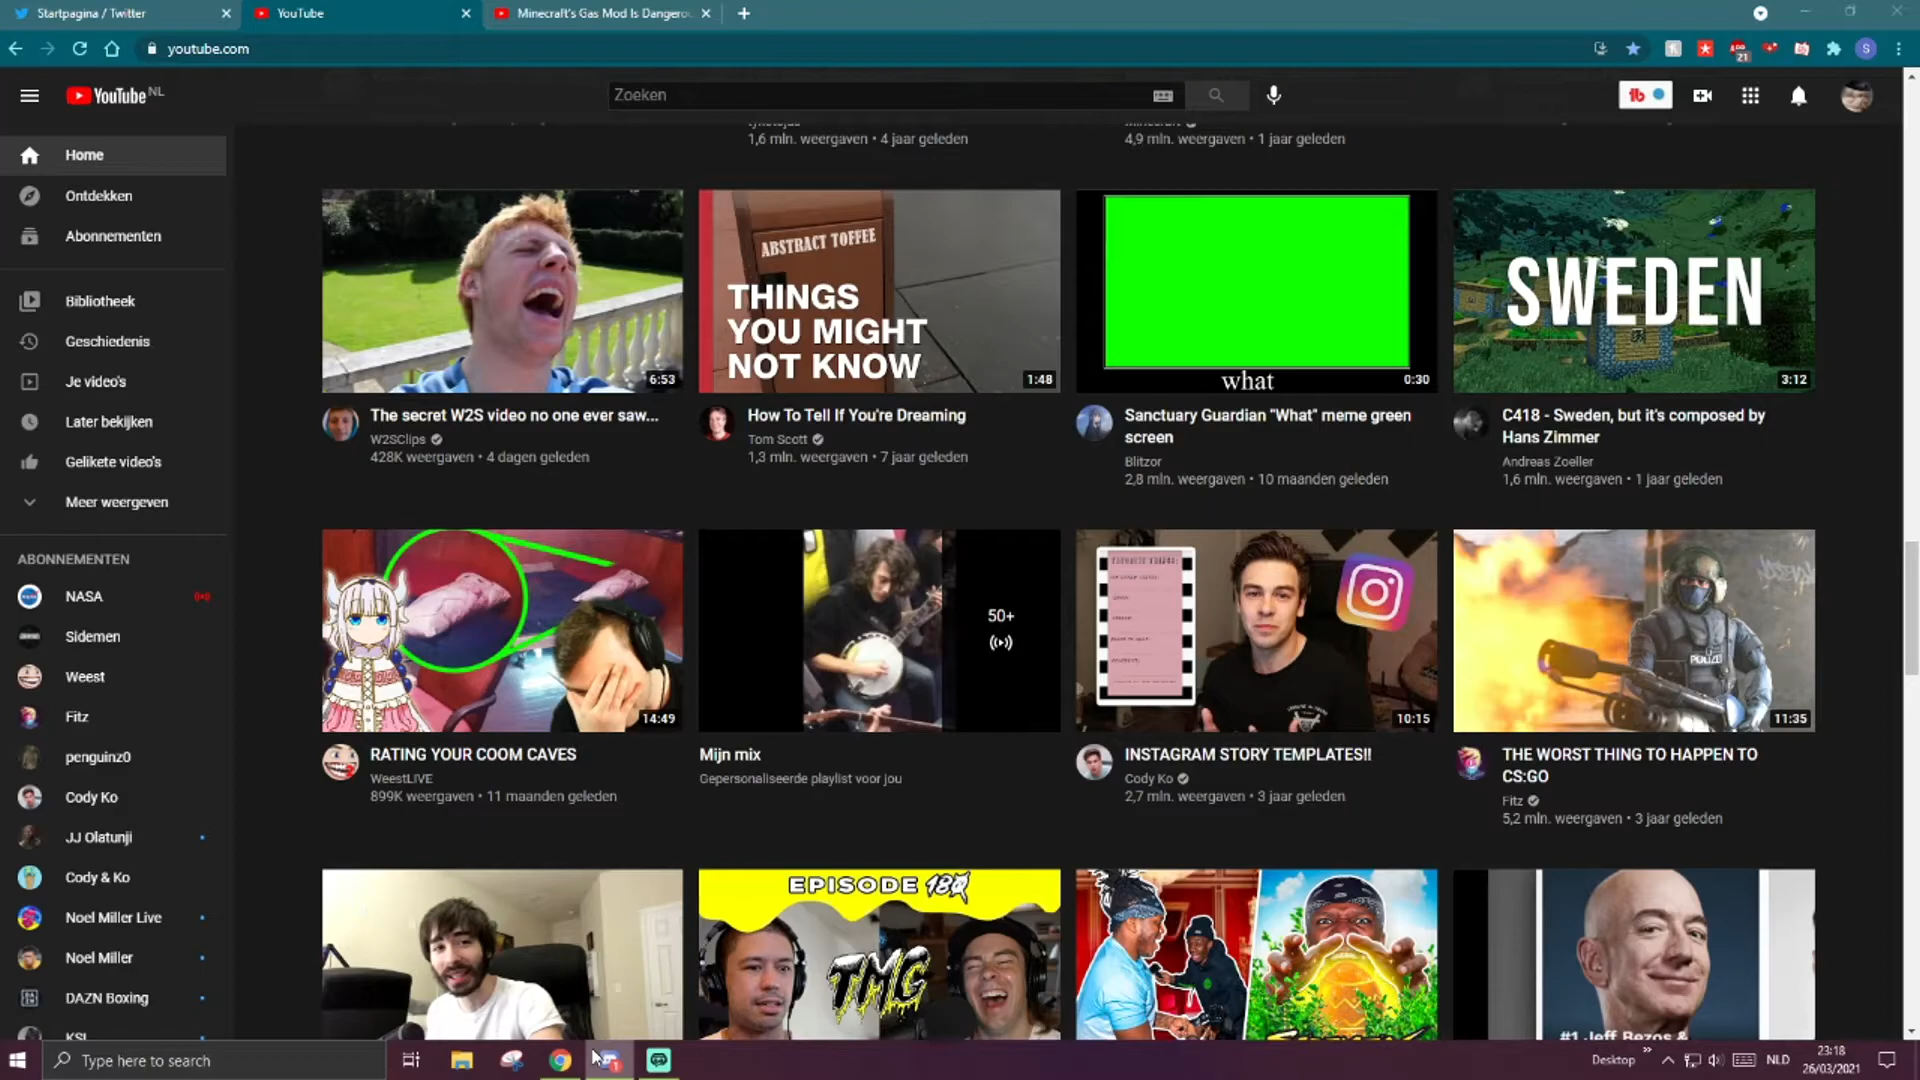 Startpagina / Twitter
YouTube
Minecraft's Gas Mod Is Dangero
youtube.com
21
S
YouTube NL
Zoeken
1,6 mln. weergaven • 4 jaar geleden
4,9 mln. weergaven • 1 jaar geleden
Home
Ontdekken
Abonnementen
Bibliotheek
Geschiedenis
Je video's
Later bekijken
Gelikete video's
Meer weergeven
ABONNEMENTEN
NASA
Sidemen
Weest
Fitz
penguinz0
Cody Ko
JJ Olatunji
Cody & Ko
Noel Miller Live
Noel Miller
DAZN Boxing
KSI
6:53
The secret W2S video no one ever saw...
W2SClips
428K weergaven • 4 dagen geleden
ABSTRACT TOFFEE
THINGS
YOU MIGHT
NOT KNOW
1:48
How To Tell If You're Dreaming
Tom Scott
1,3 mln. weergaven • 7 jaar geleden
what
0:30
Sanctuary Guardian "What" meme green
screen
Blitzor
2,8 mln. weergaven • 10 maanden geleden
SWEDEN
3:12
C418 - Sweden, but it's composed by
Hans Zimmer
Andreas Zoeller
1,6 mln. weergaven • 1 jaar geleden
14:49
RATING YOUR COOM CAVES
WeestLIVE
899K weergaven • 11 maanden geleden
50+
Mijn mix
Gepersonaliseerde playlist voor jou
10:15
INSTAGRAM STORY TEMPLATES!!
Cody Ko
2,7 mln. weergaven • 3 jaar geleden
POLIZEI
11:35
THE WORST THING TO HAPPEN TO
CS:GO
Fitz
5,2 mln. weergaven • 3 jaar geleden
EPISODE 180
TMG
#1 Jeff Bezos &
Type here to search
1
Desktop
NLD
23:18
26/03/2021